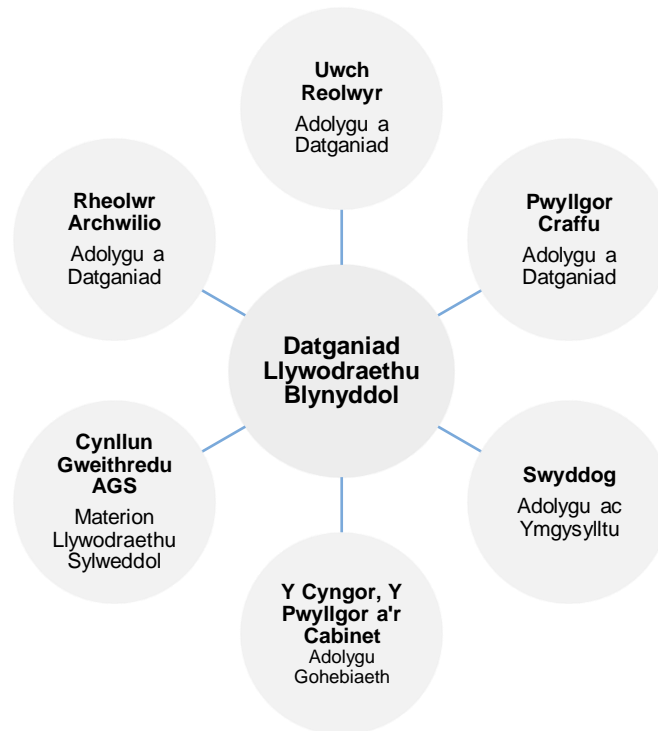 Uwch
Reolwyr
Adolygu a
Datganiad
Pwyllgor
Craffu
Adolygu a
Datganiad
Swyddog
Adolygu ac
Ymgysylltu
Y Cyngor, Y
Pwyllgor a'r
Cabinet
Adolygu
Gohebiaeth
Cynllun
Gweithredu
AGS
Materion
Llywodraethu
Sylweddol
Rheolwr
Archwilio
Adolygu a
Datganiad
Datganiad
Llywodraethu
Blynyddol